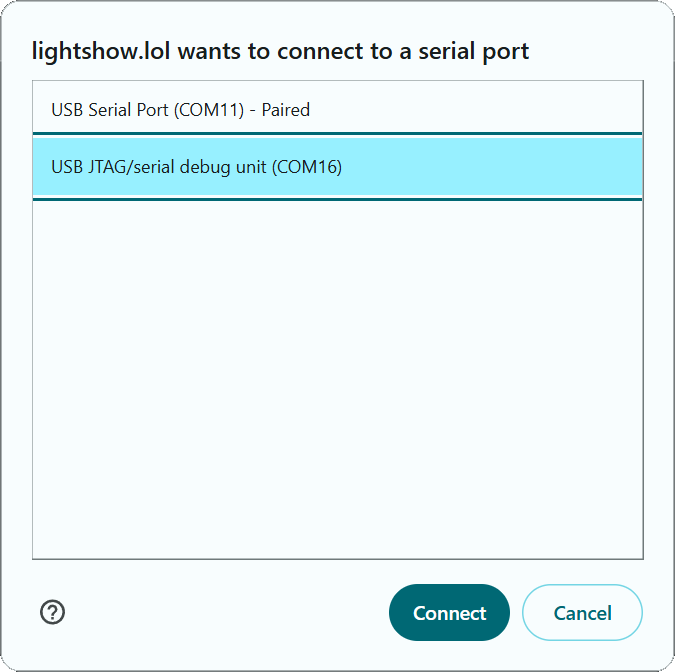 lightshow.lol wants to connect to a serial port
USB Serial Port (COM11) - Paired
USB JTAG/serial debug unit (COM16)
Connect
Cancel